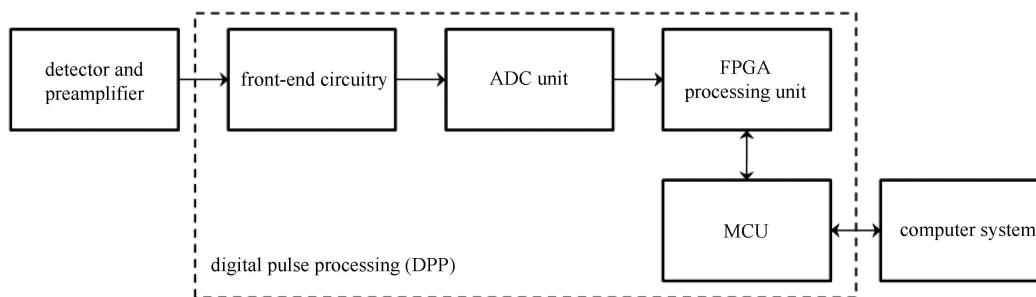 detector and
preamplifier
front-end circuitry
ADC unit
FPGA
processing unit
MCU
computer system
digital pulse processing (DPP)